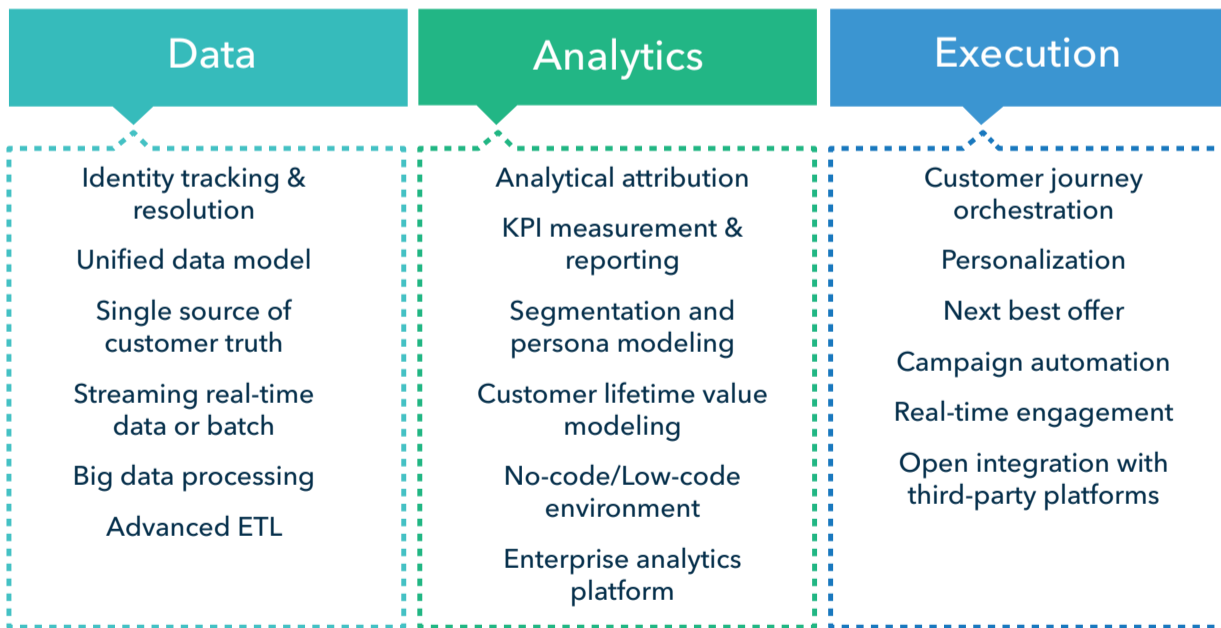 Data
Identity tracking &
resolution
Unified data model
Single source of
customer truth
Streaming real-time
data or batch
Big data processing
Advanced ETL
Analytics
Analytical attribution
KPI measurement &
reporting
Segmentation and
persona modeling
Customer lifetime value
modeling
No-code/Low-code
environment
Enterprise analytics
platform
Execution
Customer journey
orchestration
Personalization
Next best offer
Campaign automation
Real-time engagement
Open integration with
third-party platforms